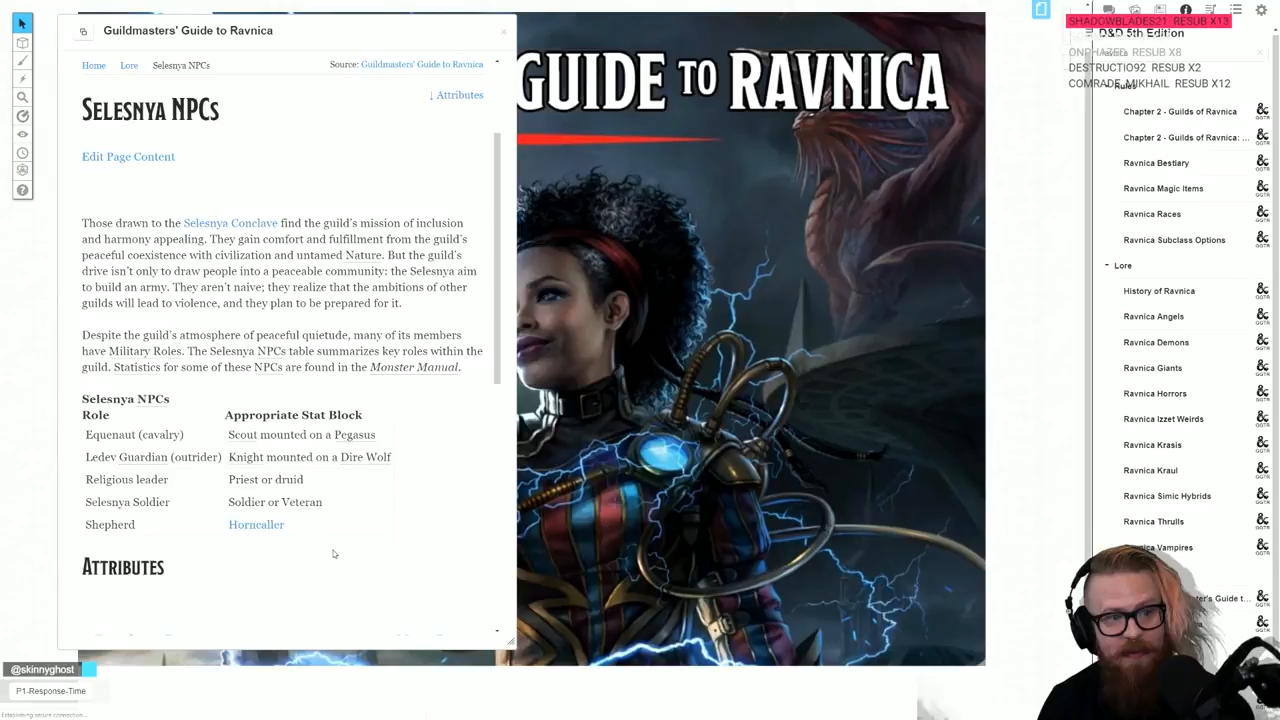 Guildmasters' Guide to Ravnica
Home Lore Selesnya NPCs
Source: Guildmasters' Guide to Ravnica
↓ Attributes
Selesnya NPCs
Edit Page Content
Those drawn to the Selesnya Conclave find the guild's mission of inclusion
and harmony appealing. They gain comfort and fulfillment from the guild's
peaceful coexistence with civilization and untamed Nature. But the guild's
drive isn't only to draw people into a peaceable community: the Selesnya aim
to build an army. They aren't naive; they realize that the ambitions of other
guilds will lead to violence, and they plan to be prepared for it.
Despite the guild's atmosphere of peaceful quietude, many of its members
have Military Roles. The Selesnya NPCs table summarizes key roles within the
guild. Statistics for some of these NPCs are found in the Monster Manual.
Selesnya NPCs
Role Appropriate Stat Block
Equenaut (cavalry) Scout mounted on a Pegasus
Ledev Guardian (outrider) Knight mounted on a Dire Wolf
Religious leader Priest or druid
Selesnya Soldier Soldier or Veteran
Shepherd Horncaller
Attributes
GUIDE TO RAVNICA
SHADOWBLADES21 RESUB X13
D&D 5th Edition
ONPHAZED RESUB X8
DESTRUCTIO92 RESUB X2
COMRADE_MIKHAIL RESUB X12
Rules
Chapter 2 - Guilds of Ravnica
Chapter 2 - Guilds of Ravnica: ...
Ravnica Bestiary
Ravnica Magic Items
Ravnica Races
Ravnica Subclass Options
Lore
History of Ravnica
Ravnica Angels
Ravnica Demons
Ravnica Giants
Ravnica Horrors
Ravnica Izzet Weirds
Ravnica Krasis
Ravnica Kraul
Ravnica Simic Hybrids
Ravnica Thrulls
Vampires
ter's Guide t...
@skinnyghost
P1-Response-Time
Establishing secure connection...